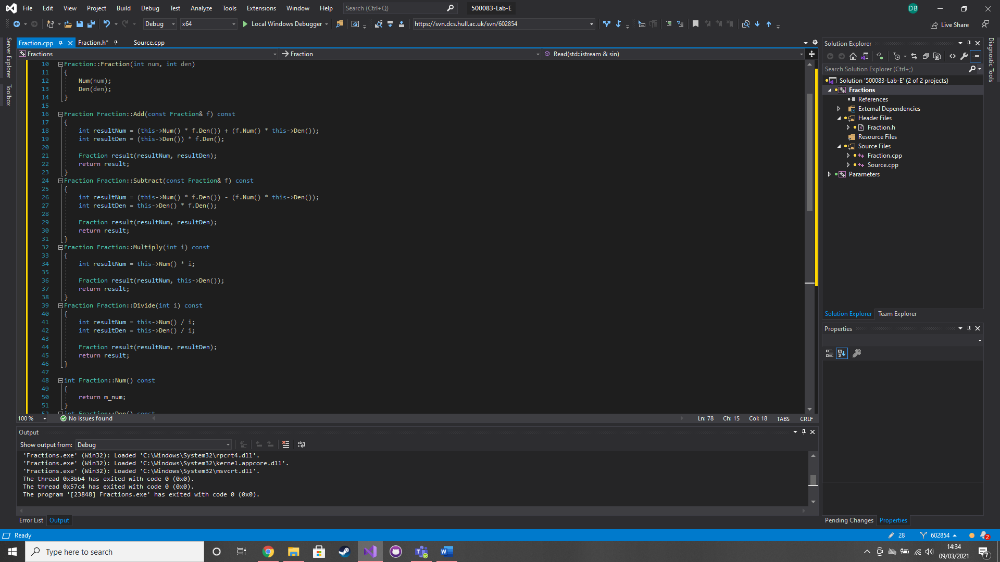 File Edit View Project Build Debug Test Analyze Tools Extensions Window Help Search (Ctrl+Q) 500083-Lab-E DB
Debug x64 Local Windows Debugger https://svn.dcs.hull.ac.uk/svn/602854 Live Share
Server Explorer
Toolbox
Fraction.cpp Fraction.h* Source.cpp
Fractions Fraction Read(std::istream & sin)
10 Fraction::Fraction(int num, int den)
11 {
12 Num(num);
13 Den(den);
14 }
15
16 Fraction Fraction::Add(const Fraction& f) const
17 {
18 int resultNum = (this->Num() * f.Den()) + (f.Num() * this->Den());
19 int resultDen = (this->Den()) * f.Den();
20
21 Fraction result(resultNum, resultDen);
22 return result;
23 }
24 Fraction Fraction::Subtract(const Fraction& f) const
25 {
26 int resultNum = (this->Num() * f.Den()) - (f.Num() * this->Den());
27 int resultDen = this->Den() * f.Den();
28
29 Fraction result(resultNum, resultDen);
30 return result;
31 }
32 Fraction Fraction::Multiply(int i) const
33 {
34 int resultNum = this->Num() * i;
35
36 Fraction result(resultNum, this->Den());
37 return result;
38 }
39 Fraction Fraction::Divide(int i) const
40 {
41 int resultNum = this->Num() / i;
42 int resultDen = this->Den() / i;
43
44 Fraction result(resultNum, resultDen);
45 return result;
46 }
47
48 int Fraction::Num() const
49 {
50 return m_num;
51 }
52 int Fraction::Den() const
100 % No issues found Ln: 78 Ch: 15 Col: 18 TABS CRLF
Output
Show output from: Debug
'Fractions.exe' (Win32): Loaded 'C:\Windows\System32\rpcrt4.dll'.
'Fractions.exe' (Win32): Loaded 'C:\Windows\System32\kernel.appcore.dll'.
'Fractions.exe' (Win32): Loaded 'C:\Windows\System32\msvcrt.dll'.
The thread 0x3bb4 has exited with code 0 (0x0).
The thread 0x57c4 has exited with code 0 (0x0).
The program '[23848] Fractions.exe' has exited with code 0 (0x0).
Error List Output
Solution Explorer
Search Solution Explorer (Ctrl+;)
Solution '500083-Lab-E' (2 of 2 projects)
Fractions
References
External Dependencies
Header Files
Fraction.h
Resource Files
Source Files
Fraction.cpp
Source.cpp
Parameters
Solution Explorer Team Explorer
Properties
Pending Changes Properties
Diagnostic Tools
Ready 28 602854 2
Type here to search
14:34
09/03/2021
7